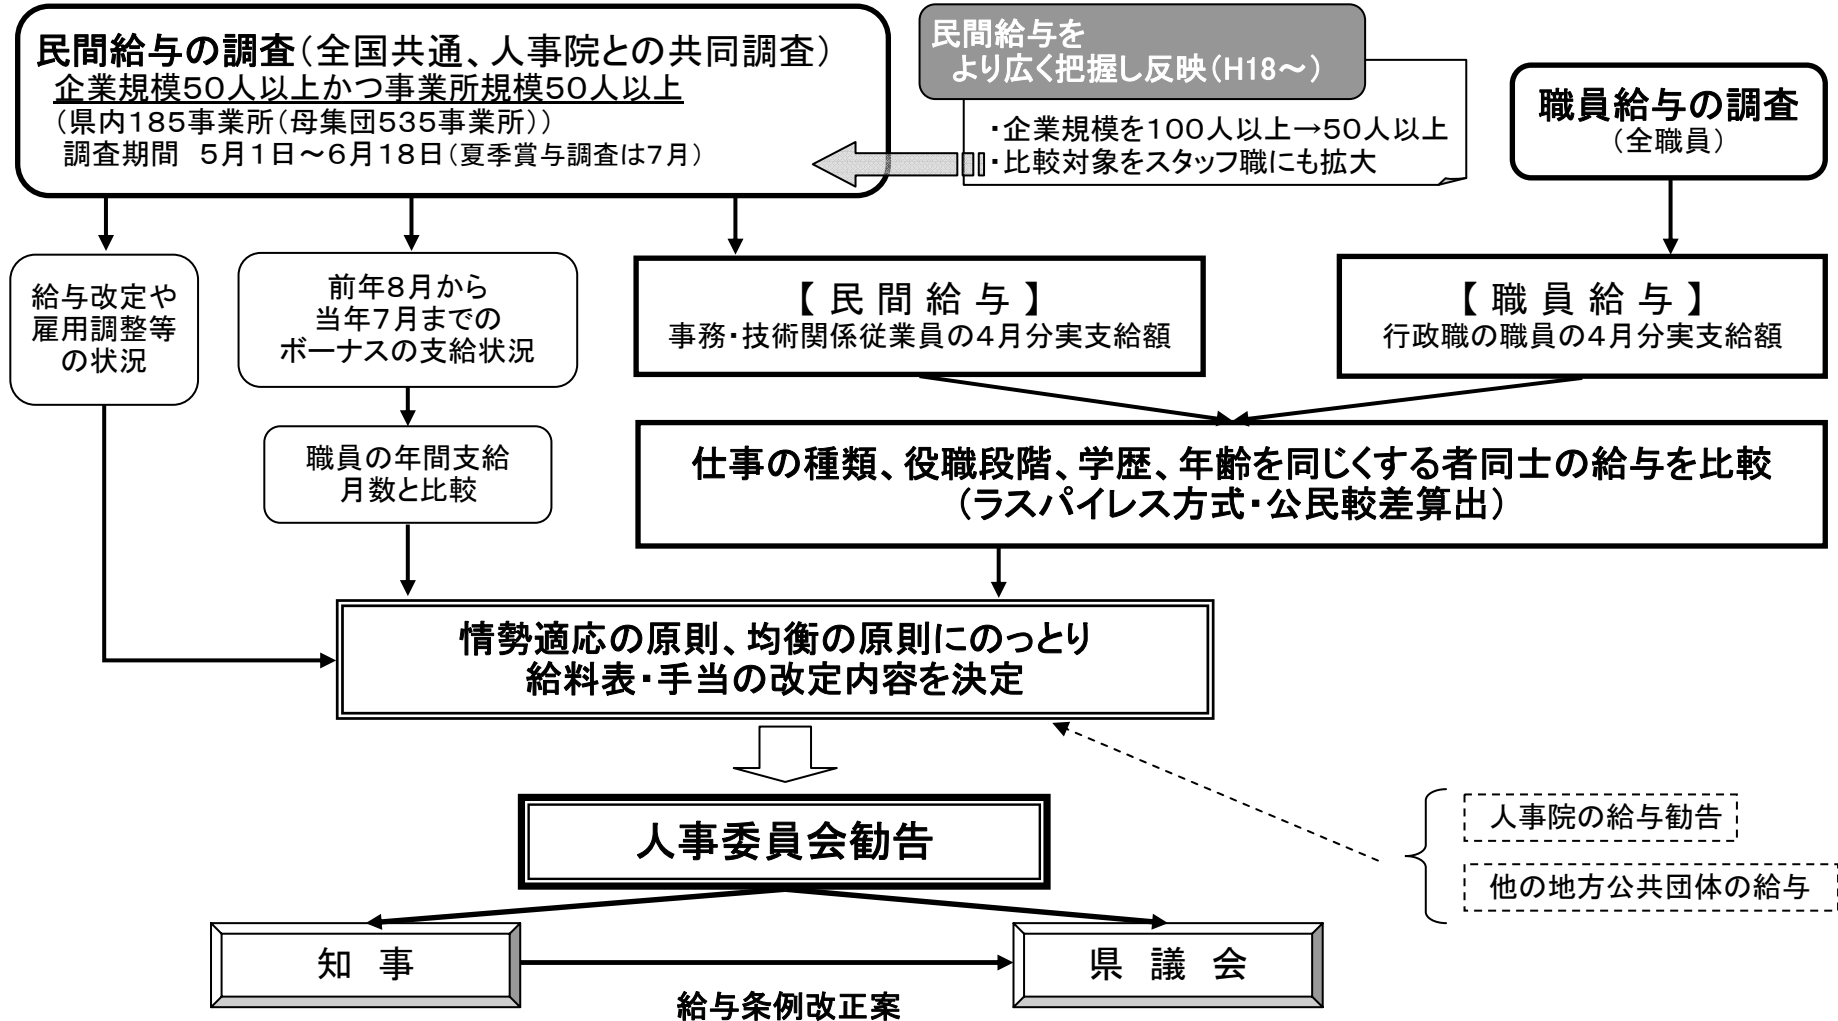 民間給与の調査（全国共通、人事院との共同調査）
企業規模５０人以上かつ事業所規模５０人以上
（県内１８５事業所（母集団５３５事業所））
調査期間　５月１日～６月１８日（夏季賞与調査は７月）
民間給与を
より広く把握し反映（Ｈ１８～）
・企業規模を１００人以上→５０人以上
・比較対象をスタッフ職にも拡大
職員給与の調査
（全職員）
給与改定や
雇用調整等
の状況
前年８月から
当年７月までの
ボーナスの支給状況
【 民 間 給 与 】
事務・技術関係従業員の４月分実支給額
【 職 員 給 与 】
行政職の職員の４月分実支給額
職員の年間支給
月数と比較
仕事の種類、役職段階、学歴、年齢を同じくする者同士の給与を比較
（ラスパイレス方式・公民較差算出）
情勢適応の原則、均衡の原則にのっとり
給料表・手当の改定内容を決定
人事委員会勧告
人事院の給与勧告
他の地方公共団体の給与
知　事
県　議　会
給与条例改正案